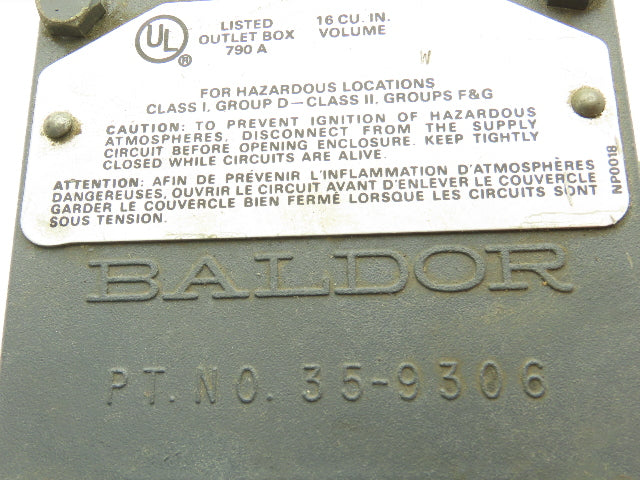 UL ®
LISTED 16 CU. IN.
OUTLET BOX VOLUME
790 A
W
FOR HAZARDOUS LOCATIONS
CLASS I. GROUP D—CLASS II. GROUPS F&G
CAUTION: TO PREVENT IGNITION OF HAZARDOUS
ATMOSPHERES, DISCONNECT FROM THE SUPPLY
CIRCUIT BEFORE OPENING ENCLOSURE. KEEP TIGHTLY
CLOSED WHILE CIRCUITS ARE ALIVE.
ATTENTION: AFIN DE PRÉVENIR L'INFLAMMATION D'ATMOSPHÈRES
DANGEREUSES, OUVRIR LE CIRCUIT AVANT D'ENLEVER LE COUVERCLE
GARDER LE COUVERCLE BIEN FERMÉ LORSQUE LES CIRCUITS SONT
SOUS TENSION.
NP0018
BALDOR
PT. NO. 35-9306